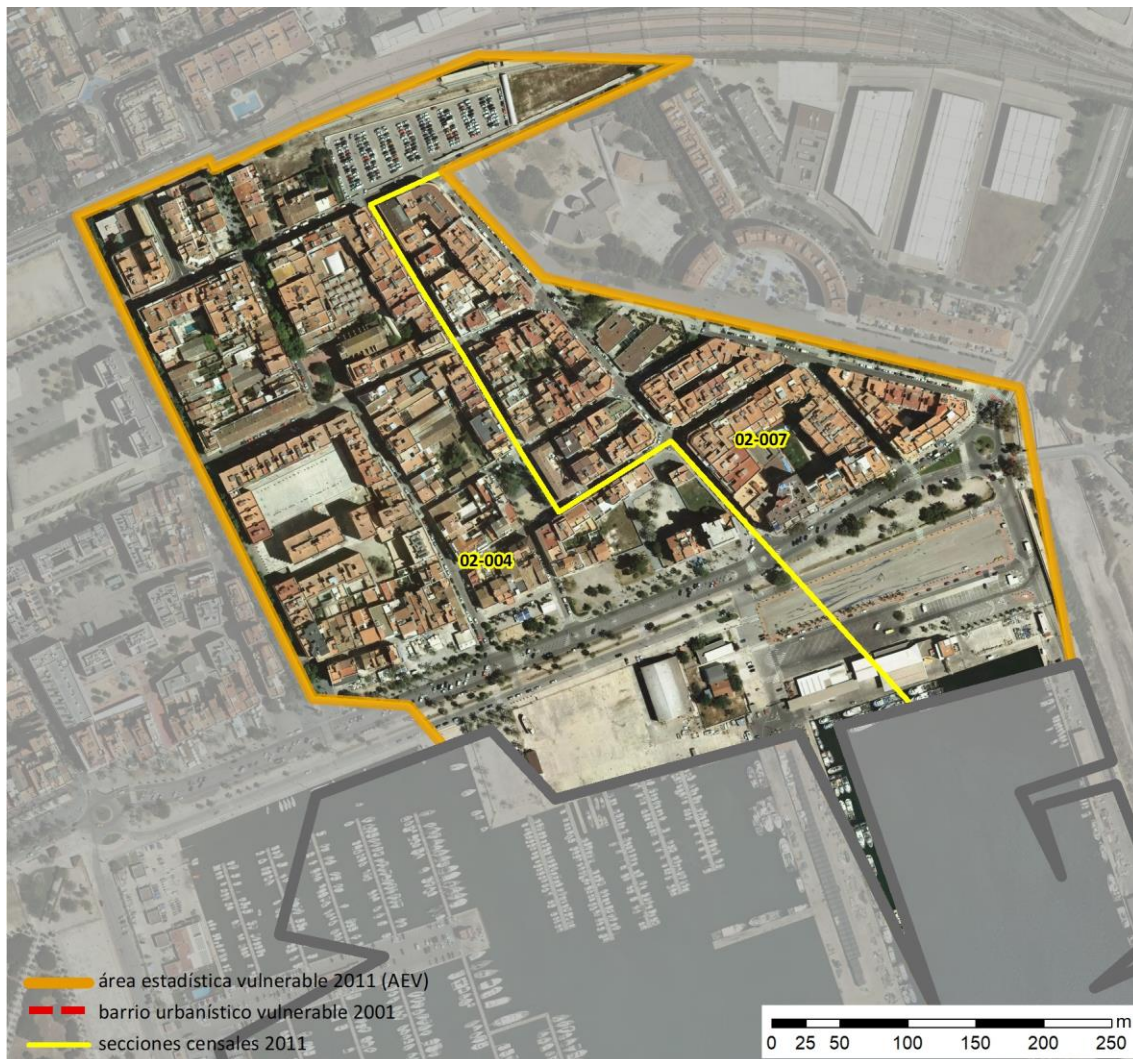 02-007
02-004
área estadística vulnerable 2011 (AEV)
barrio urbanístico vulnerable 2001
secciones censales 2011
0 25 50 100 150 200 250 m